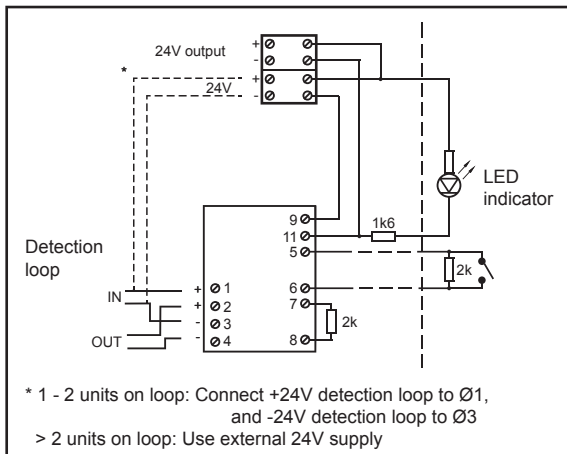 24V output
+
-
*
+
24V
-
LED
indicator
9
1k6
11
Detection
loop
5
2k
+ 1
6
IN
+ 2
7
- 3
2k
OUT
- 4
8
* 1 - 2 units on loop: Connect +24V detection loop to Ø1,
and -24V detection loop to Ø3
> 2 units on loop: Use external 24V supply